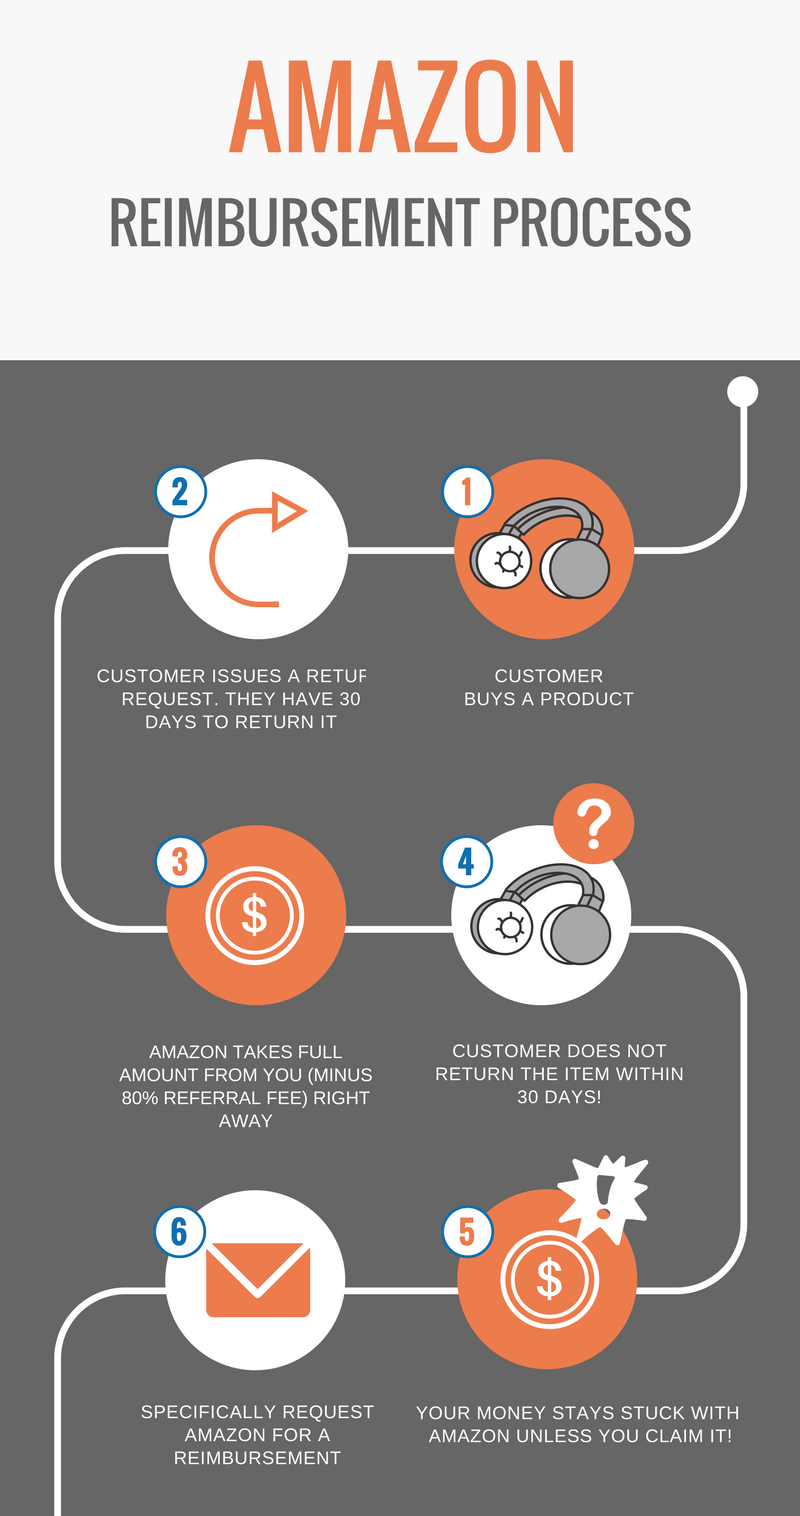 AMAZON
REIMBURSEMENT PROCESS
1
CUSTOMER
BUYS A PRODUCT
2
CUSTOMER ISSUES A
REQUEST. THEY HAVE 30
DAYS TO RETURN IT
3
$
AMAZON TAKES FULL
AMOUNT FROM YOU (MINUS
80% REFERRAL FEE) RIGHT
AWAY
4
?
CUSTOMER DOES NOT
RETURN THE ITEM WITHIN
30 DAYS!
5
!
$
YOUR MONEY STAYS STUCK WITH
AMAZON UNLESS YOU CLAIM IT!
6
SPECIFICALLY REQUEST
AMAZON FOR A
REIMBURSEMENT